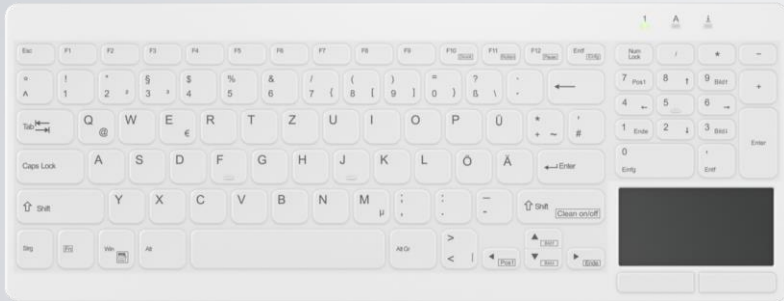 1 A
Esc F1 F2 F3 F4 F5 F6 F7 F8 F9 F10 F11 F12 Entf Einfg
Num Lock / * -
° ^ ! 1 " 2 ² § 3 ³ $ 4 % 5 & 6 / 7 { ( 8 [ ) 9 ] = 0 } ? ß \
7 Pos1 8 ↑ 9 Bild↑ +
Tab Q @ W E € R T Z U I O P Ü * + ~ ' #
4 ← 5 6 →
Caps Lock A S D F G H J K L Ö Ä Enter
1 Ende 2 ↓ 3 Enter
⇧ Shift Y X C V B N M µ ; , : . _ - ⇧ Shift Clean on/off
0 Einfg , Entf
Strg Fn Win Alt Alt Gr > < | ◄ Pos1 ▲ ▼ ► Ende